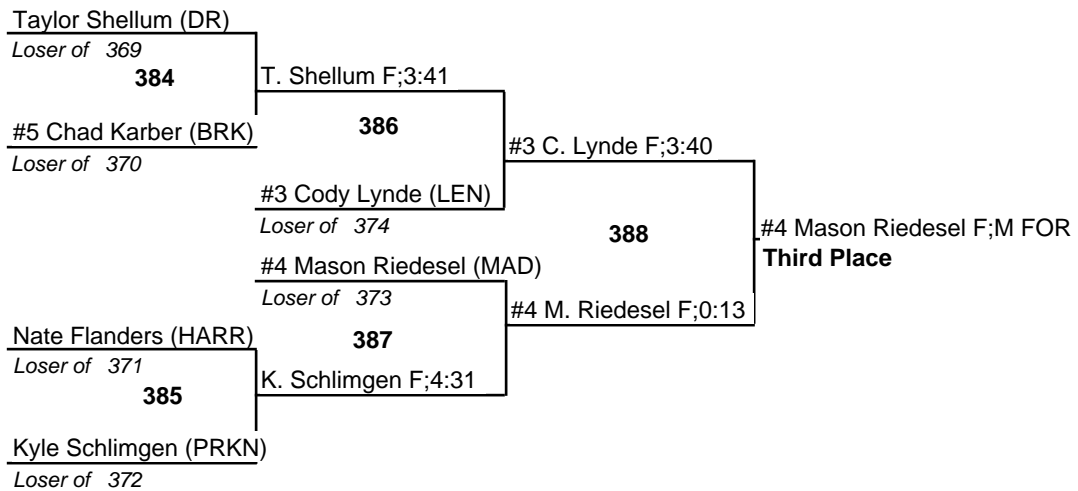 Taylor Shellum (DR)
Loser of 369
384
T. Shellum F;3:41
#5 Chad Karber (BRK)
Loser of 370
386
#3 C. Lynde F;3:40
#3 Cody Lynde (LEN)
Loser of 374
388
#4 Mason Riedesel F;M FOR
Third Place
#4 Mason Riedesel (MAD)
Loser of 373
#4 M. Riedesel F;0:13
387
Nate Flanders (HARR)
Loser of 371
385
K. Schlimgen F;4:31
Kyle Schlimgen (PRKN)
Loser of 372